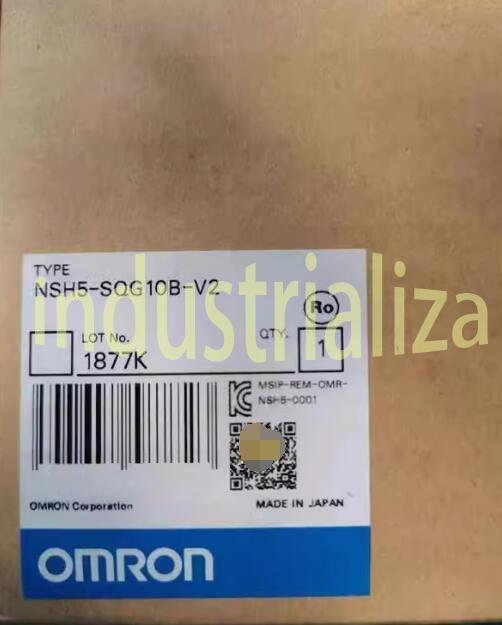 TYPE
NSH5-SQG10B-V2
industrializa
Ro
LOT No.
1877K
QTY.
1
MSIP-REM-OMR-
NSH5-0001
OMRON Corporation
MADE IN JAPAN
OMRON